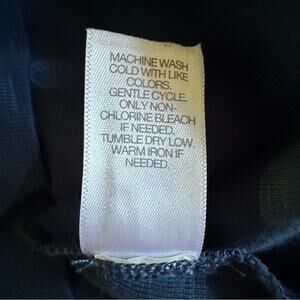 MACHINE WASH
COLD WITH LIKE
COLORS.
GENTLE CYCLE.
ONLY NON-
CHLORINE BLEACH
IF NEEDED.
TUMBLE DRY LOW.
WARM IRON IF
NEEDED.